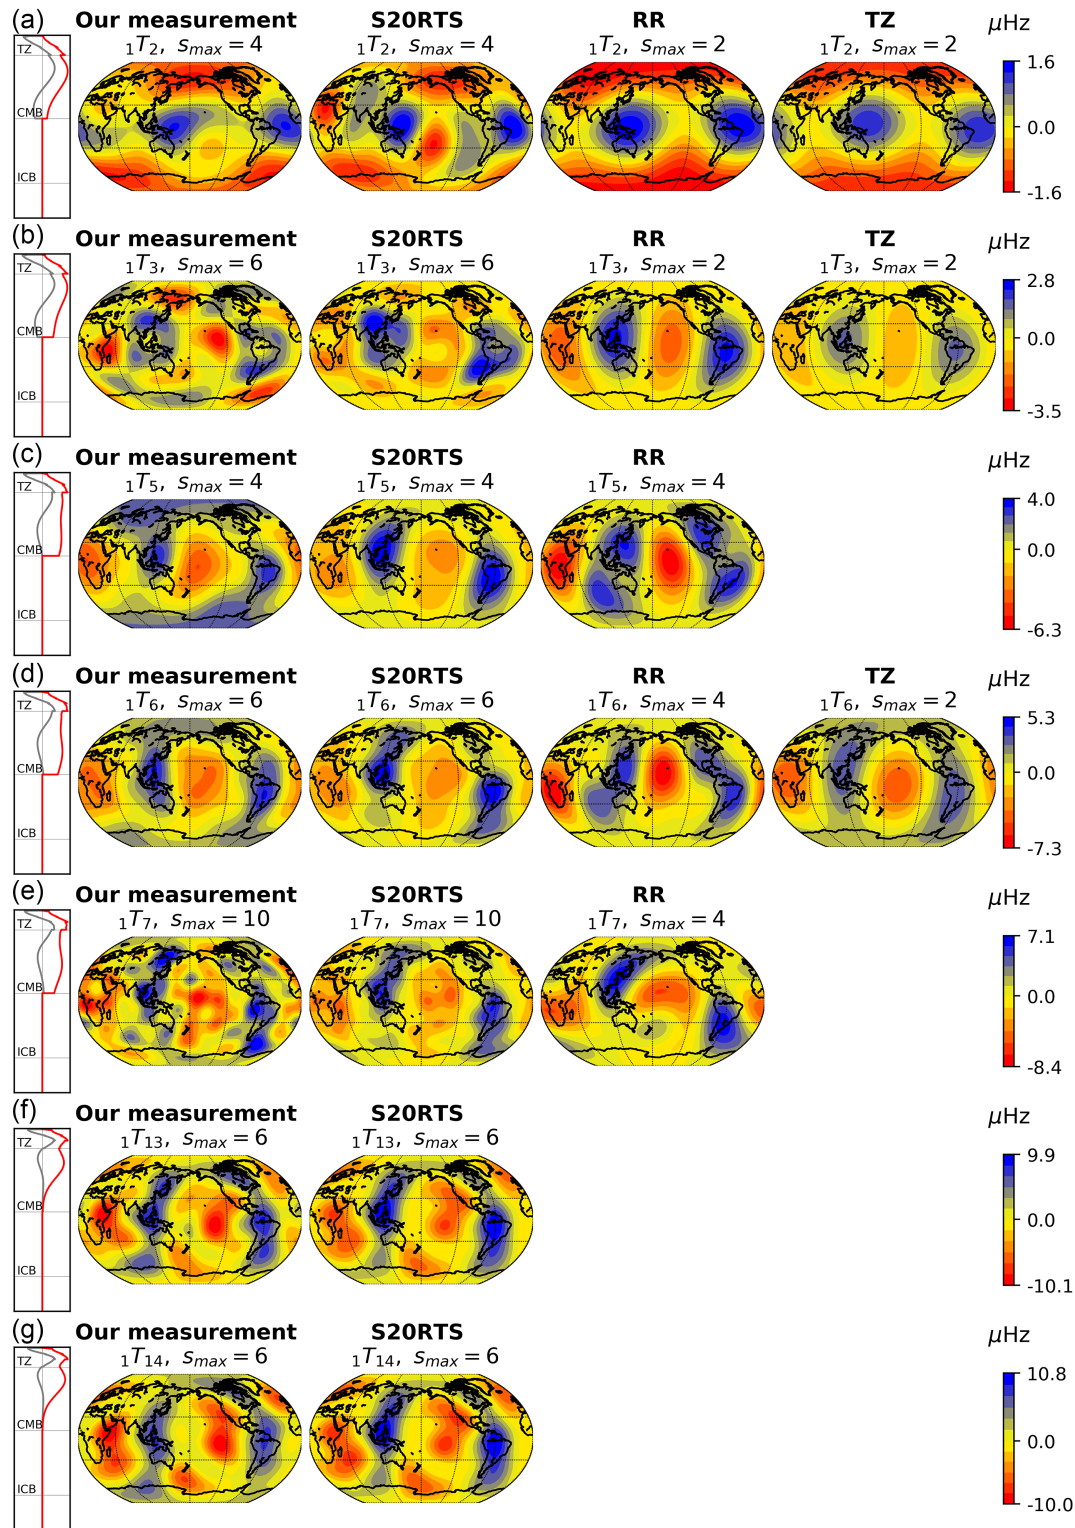 (a) Our measurement S20RTS RR TZ μHz
₁T₂, sₘₐₓ = 4 ₁T₂, sₘₐₓ = 4 ₁T₂, sₘₐₓ = 2 ₁T₂, sₘₐₓ = 2
TZ
CMB
ICB
1.6
0.0
-1.6
(b) Our measurement S20RTS RR TZ μHz
₁T₃, sₘₐₓ = 6 ₁T₃, sₘₐₓ = 6 ₁T₃, sₘₐₓ = 2 ₁T₃, sₘₐₓ = 2
TZ
CMB
ICB
2.8
0.0
-3.5
(c) Our measurement S20RTS RR μHz
₁T₅, sₘₐₓ = 4 ₁T₅, sₘₐₓ = 4 ₁T₅, sₘₐₓ = 4
TZ
CMB
ICB
4.0
0.0
-6.3
(d) Our measurement S20RTS RR TZ μHz
₁T₆, sₘₐₓ = 6 ₁T₆, sₘₐₓ = 6 ₁T₆, sₘₐₓ = 4 ₁T₆, sₘₐₓ = 2
TZ
CMB
ICB
5.3
0.0
-7.3
(e) Our measurement S20RTS RR μHz
₁T₇, sₘₐₓ = 10 ₁T₇, sₘₐₓ = 10 ₁T₇, sₘₐₓ = 4
TZ
CMB
ICB
7.1
0.0
-8.4
(f) Our measurement S20RTS μHz
₁T₁₃, sₘₐₓ = 6 ₁T₁₃, sₘₐₓ = 6
TZ
CMB
ICB
9.9
0.0
-10.1
(g) Our measurement S20RTS μHz
₁T₁₄, sₘₐₓ = 6 ₁T₁₄, sₘₐₓ = 6
TZ
CMB
ICB
10.8
0.0
-10.0